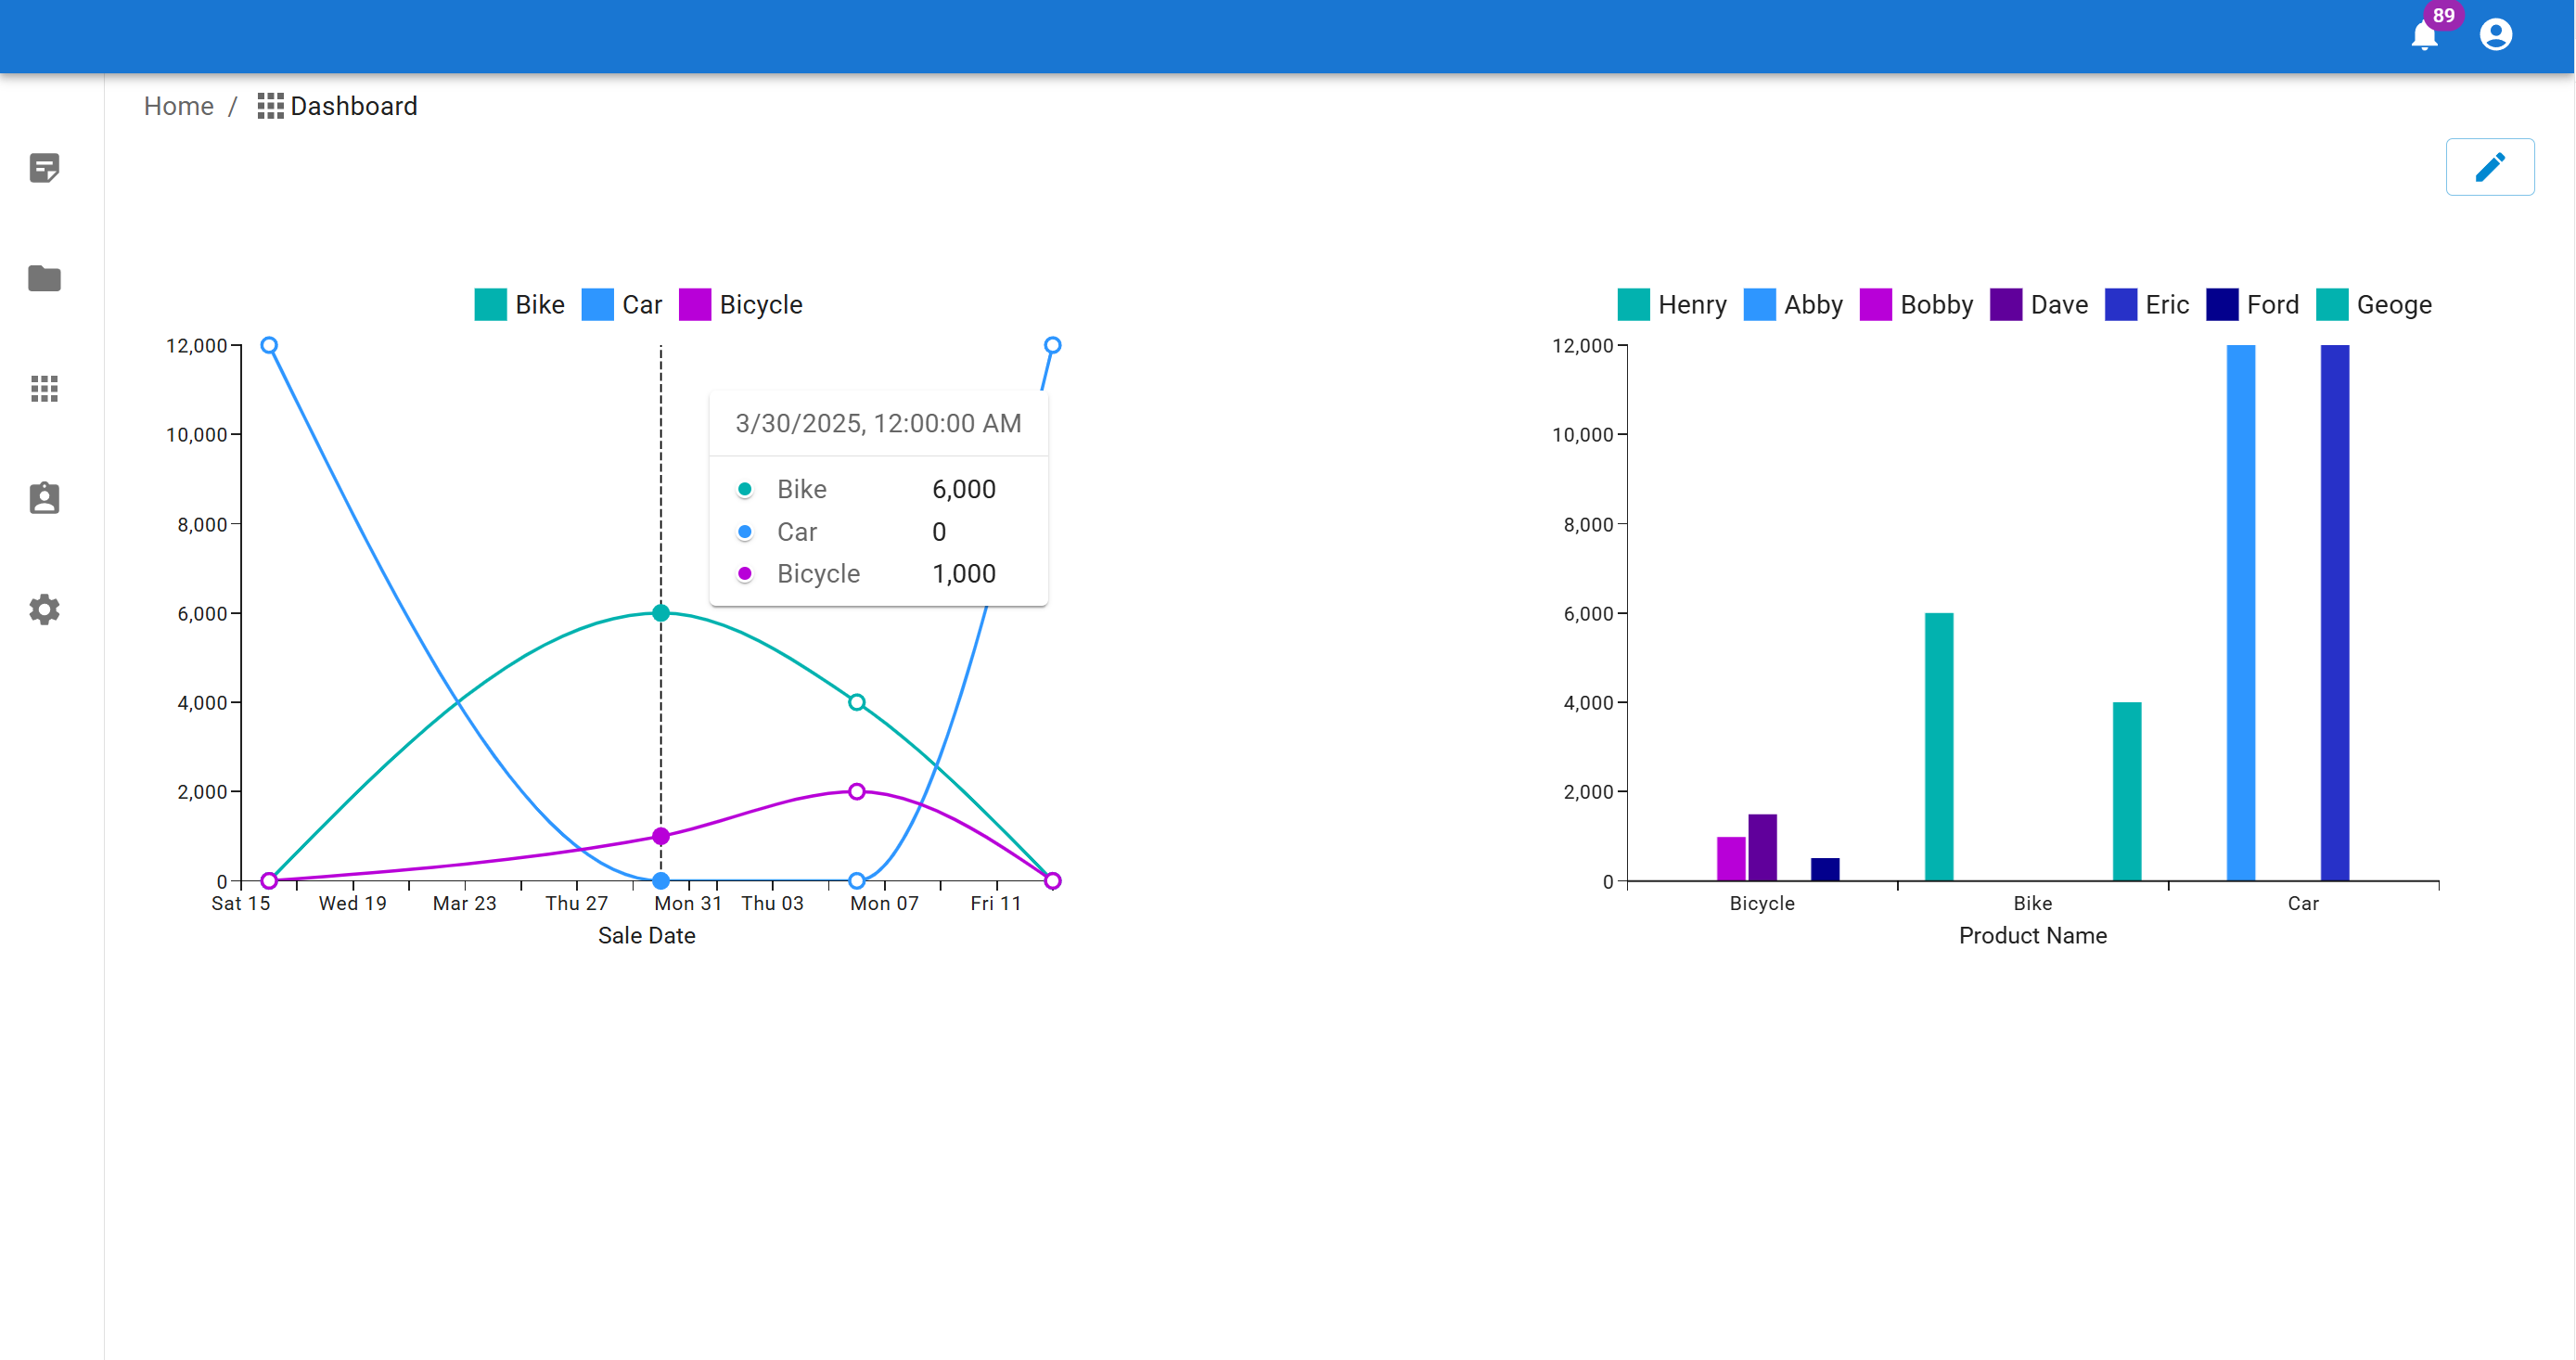 89
Home / Dashboard
Bike Car Bicycle
12,000
10,000
8,000
6,000
4,000
2,000
0
Sat 15 Wed 19 Mar 23 Thu 27 Mon 31 Thu 03 Mon 07 Fri 11
Sale Date
3/30/2025, 12:00:00 AM
Bike 6,000
Car 0
Bicycle 1,000
Henry Abby Bobby Dave Eric Ford Geoge
12,000
10,000
8,000
6,000
4,000
2,000
0
Bicycle Bike Car
Product Name